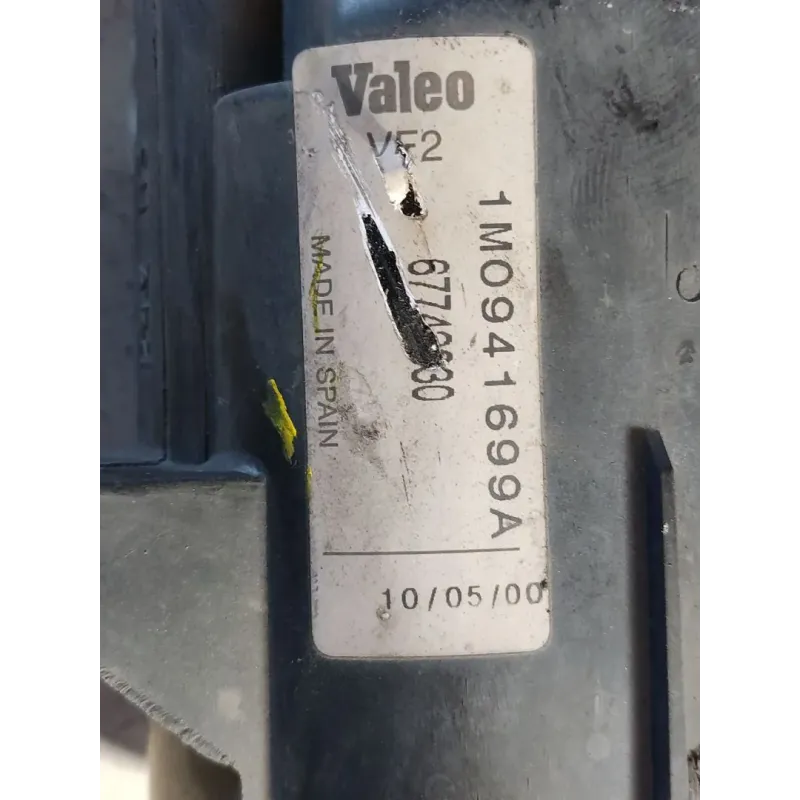 Valeo
VF2
1M0941699A
MADE IN SPAIN
10/05/00